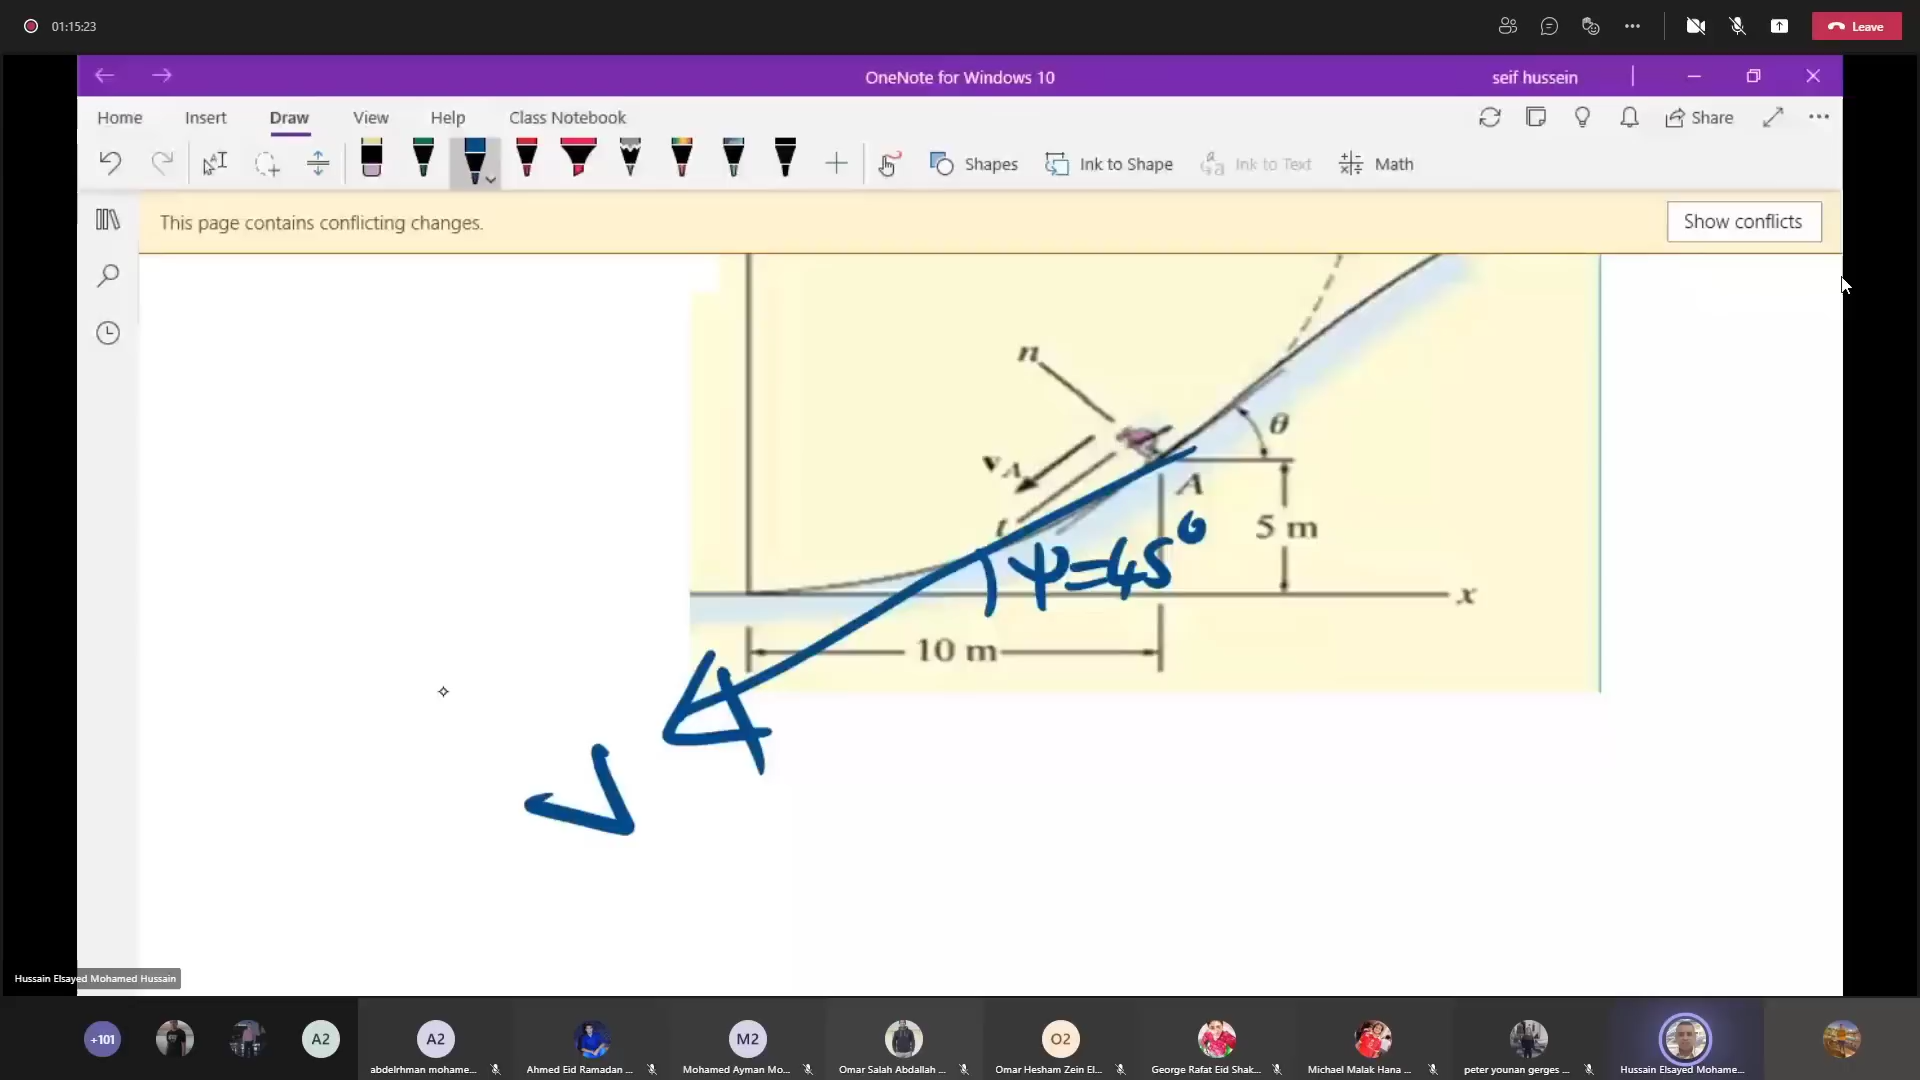 01:15:23
Leave
OneNote for Windows 10
seif hussein
Home
Insert
Draw
View
Help
Class Notebook
Share
Shapes
Ink to Shape
Ink to Text
Math
This page contains conflicting changes.
Show conflicts
n
θ
v_A
A
t
5 m
ψ=45°
x
10 m
V
Hussain Elsayed Mohamed Hussain
+101
A2
A2
M2
O2
abdelrhman mohame...
Ahmed Eid Ramadan ...
Mohamed Ayman Mo...
Omar Salah Abdallah ...
Omar Hesham Zein El...
George Rafat Eid Shak...
Michael Malak Hana ...
peter younan gerges ...
Hussain Elsayed Mohame...